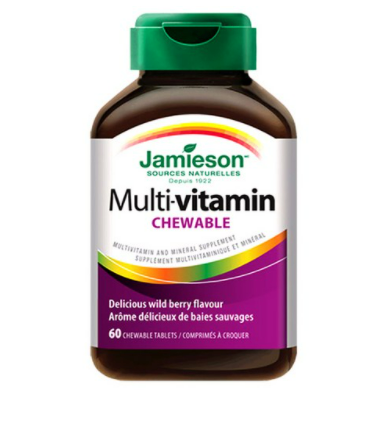 Jamieson
SOURCES NATURELLES
Depuis 1922
Multi-vitamin
CHEWABLE
MULTIVITAMIN AND MINERAL SUPPLEMENT
SUPPLÉMENT MULTIVITAMINIQUE ET MINÉRAL
Delicious wild berry flavour
Arôme délicieux de baies sauvages
60 CHEWABLE TABLETS / COMPRIMÉS À CROQUER